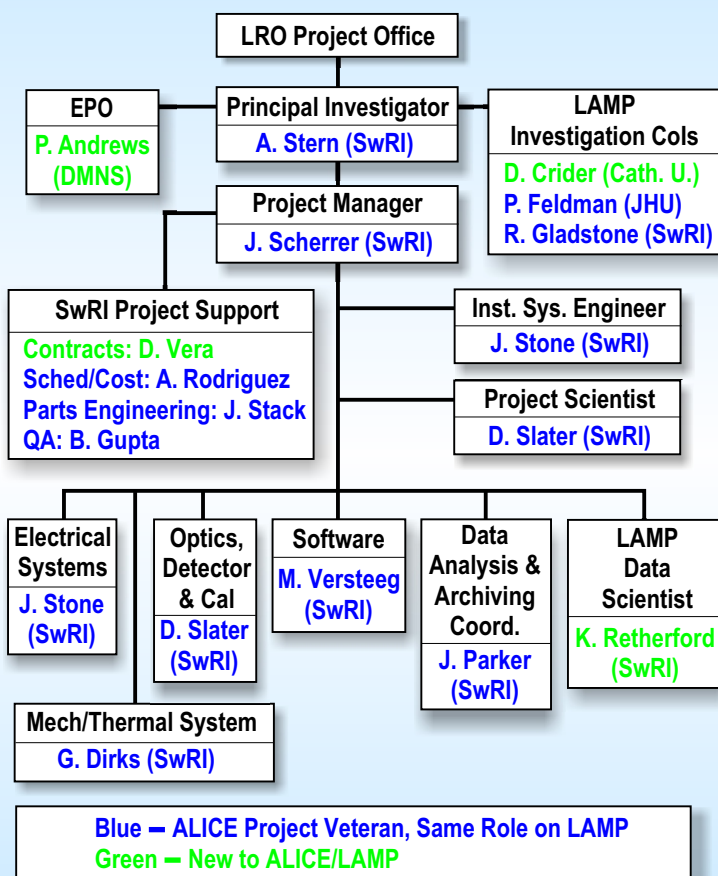 LRO Project Office
EPO
P. Andrews
(DMNS)
Principal Investigator
A. Stern (SwRI)
LAMP
Investigation Cols
D. Crider (Cath. U.)
P. Feldman (JHU)
R. Gladstone (SwRI)
Project Manager
J. Scherrer (SwRI)
SwRI Project Support
Contracts: D. Vera
Sched/Cost: A. Rodriguez
Parts Engineering: J. Stack
QA: B. Gupta
Inst. Sys. Engineer
J. Stone (SwRI)
Project Scientist
D. Slater (SwRI)
Electrical
Systems
J. Stone
(SwRI)
Optics,
Detector
& Cal
D. Slater
(SwRI)
Software
M. Versteeg
(SwRI)
Data
Analysis &
Archiving
Coord.
J. Parker
(SwRI)
LAMP
Data
Scientist
K. Retherford
(SwRI)
Mech/Thermal System
G. Dirks (SwRI)
Blue – ALICE Project Veteran, Same Role on LAMP
Green – New to ALICE/LAMP